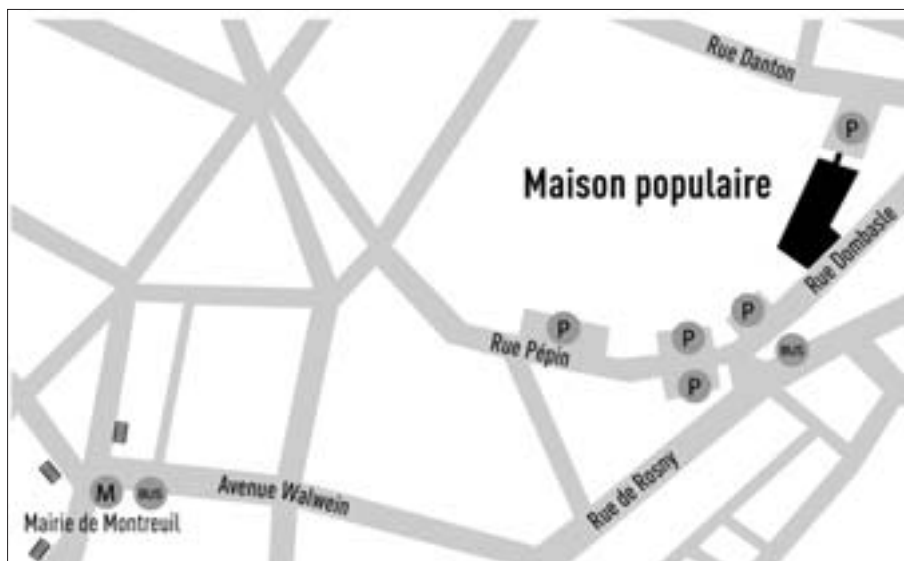 Rue Danton
P
Maison populaire
Rue Dombasle
P
P
P
Rue Pépin
BUS
P
Rue de Rosny
Avenue Walwein
M
BUS
Mairie de Montreuil